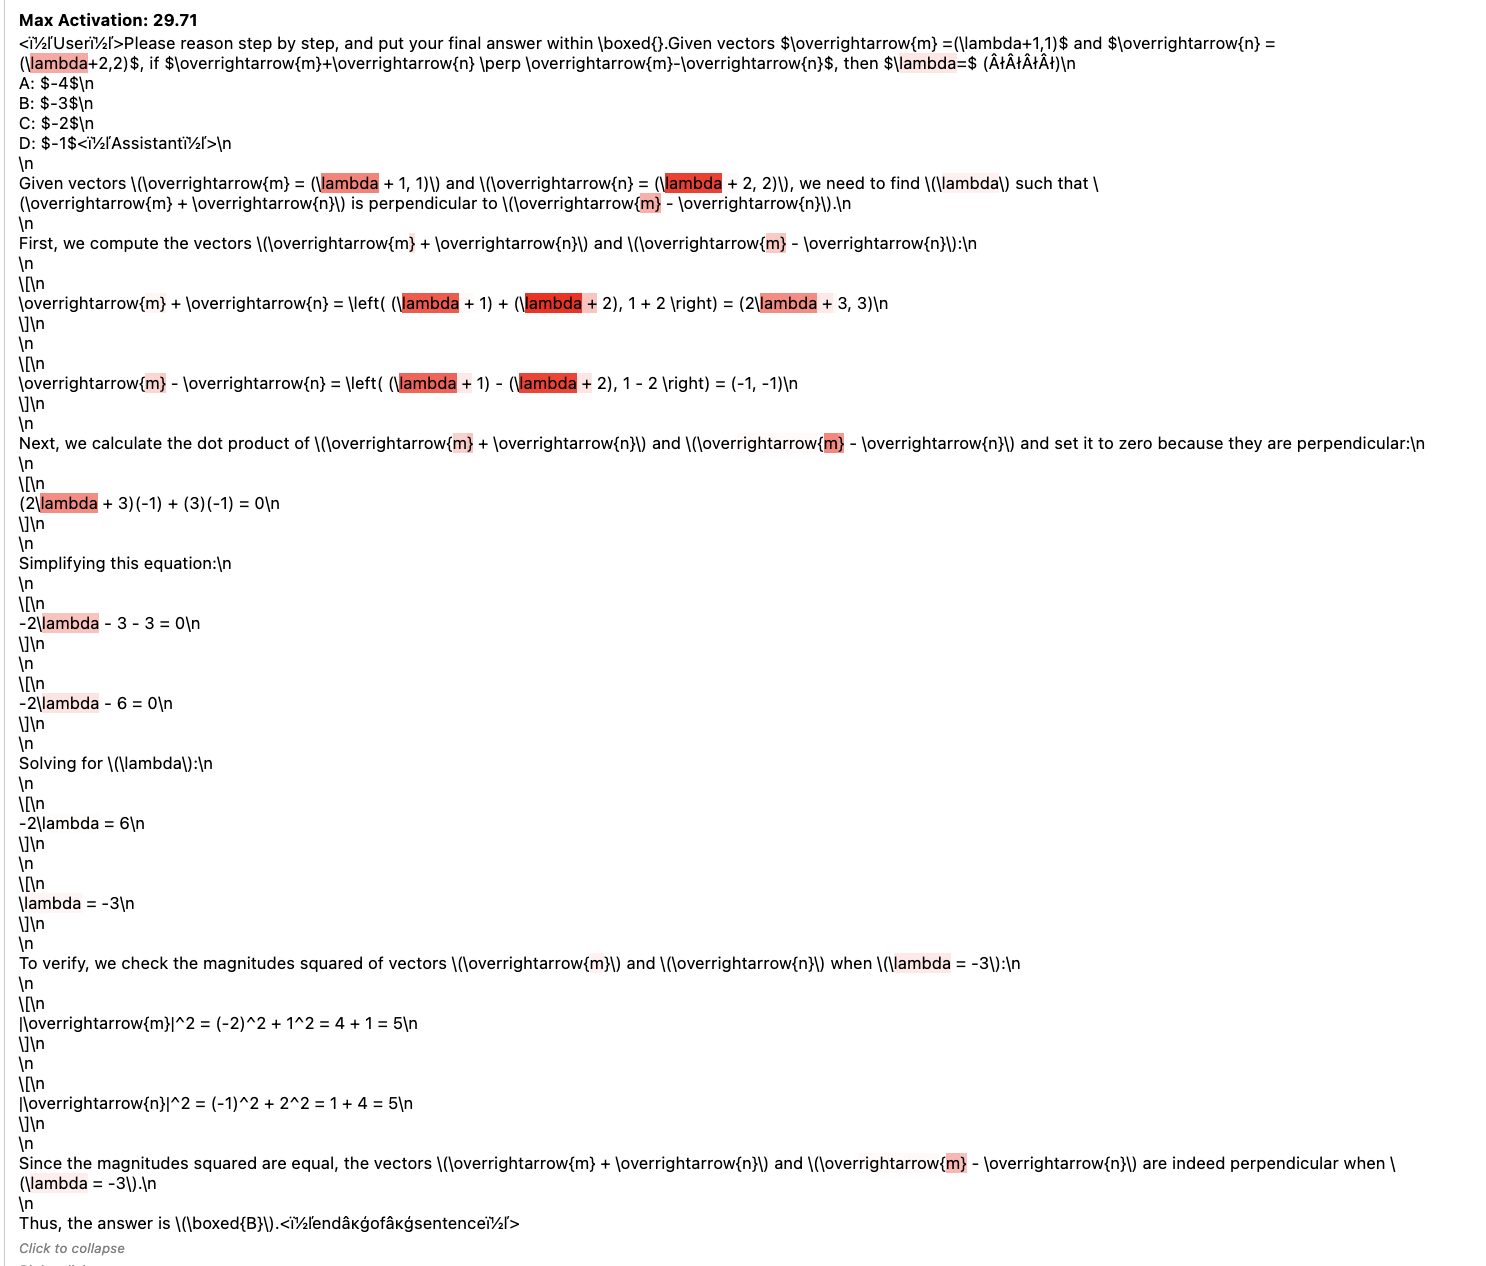 Max Activation: 29.71
<ï½ľUserï½ľ>Please reason step by step, and put your final answer within \boxed{}.Given vectors $\overrightarrow{m} =(\lambda+1,1)$ and $\overrightarrow{n} =
(\lambda+2,2)$, if $\overrightarrow{m}+\overrightarrow{n} \perp \overrightarrow{m}-\overrightarrow{n}$, then $\lambda=$ (ÂłÂłÂłÂł)\n
A: $-4$\n
B: $-3$\n
C: $-2$\n
D: $-1$<ï½ľAssistantï½ľ>\n
\n
Given vectors \(\overrightarrow{m} = (\lambda + 1, 1)\) and \(\overrightarrow{n} = (\lambda + 2, 2)\), we need to find \(\lambda\) such that \
(\overrightarrow{m} + \overrightarrow{n}\) is perpendicular to \(\overrightarrow{m} - \overrightarrow{n}\).\n
\n
First, we compute the vectors \(\overrightarrow{m} + \overrightarrow{n}\) and \(\overrightarrow{m} - \overrightarrow{n}\):\n
\n
\[\n
\overrightarrow{m} + \overrightarrow{n} = \left( (\lambda + 1) + (\lambda + 2), 1 + 2 \right) = (2\lambda + 3, 3)\n
\]\n
\n
\[\n
\overrightarrow{m} - \overrightarrow{n} = \left( (\lambda + 1) - (\lambda + 2), 1 - 2 \right) = (-1, -1)\n
\]\n
\n
Next, we calculate the dot product of \(\overrightarrow{m} + \overrightarrow{n}\) and \(\overrightarrow{m} - \overrightarrow{n}\) and set it to zero because they are perpendicular:\n
\n
\[\n
(2\lambda + 3)(-1) + (3)(-1) = 0\n
\]\n
\n
Simplifying this equation:\n
\n
\[\n
-2\lambda - 3 - 3 = 0\n
\]\n
\n
\[\n
-2\lambda - 6 = 0\n
\]\n
\n
Solving for \(\lambda\):\n
\n
\[\n
-2\lambda = 6\n
\]\n
\n
\[\n
\lambda = -3\n
\]\n
\n
To verify, we check the magnitudes squared of vectors \(\overrightarrow{m}\) and \(\overrightarrow{n}\) when \(\lambda = -3\):\n
\n
\[\n
|\overrightarrow{m}|^2 = (-2)^2 + 1^2 = 4 + 1 = 5\n
\]\n
\n
\[\n
|\overrightarrow{n}|^2 = (-1)^2 + 2^2 = 1 + 4 = 5\n
\]\n
\n
Since the magnitudes squared are equal, the vectors \(\overrightarrow{m} + \overrightarrow{n}\) and \(\overrightarrow{m} - \overrightarrow{n}\) are indeed perpendicular when \
(\lambda = -3\).\n
\n
Thus, the answer is \(\boxed{B}\).<ï½ľendâĸģofâĸģsentenceï½ľ>
Click to collapse